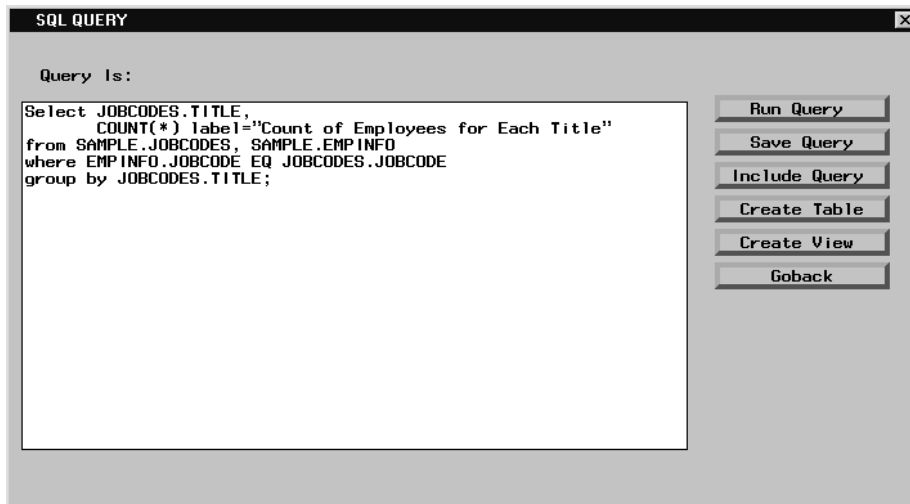 SQL QUERY
Query Is:
Select JOBCODES.TITLE,
COUNT(*) label="Count of Employees for Each Title"
from SAMPLE.JOBCODES, SAMPLE.EMPINFO
where EMPINFO.JOBCODE EQ JOBCODES.JOBCODE
group by JOBCODES.TITLE;
Run Query
Save Query
Include Query
Create Table
Create View
Goback